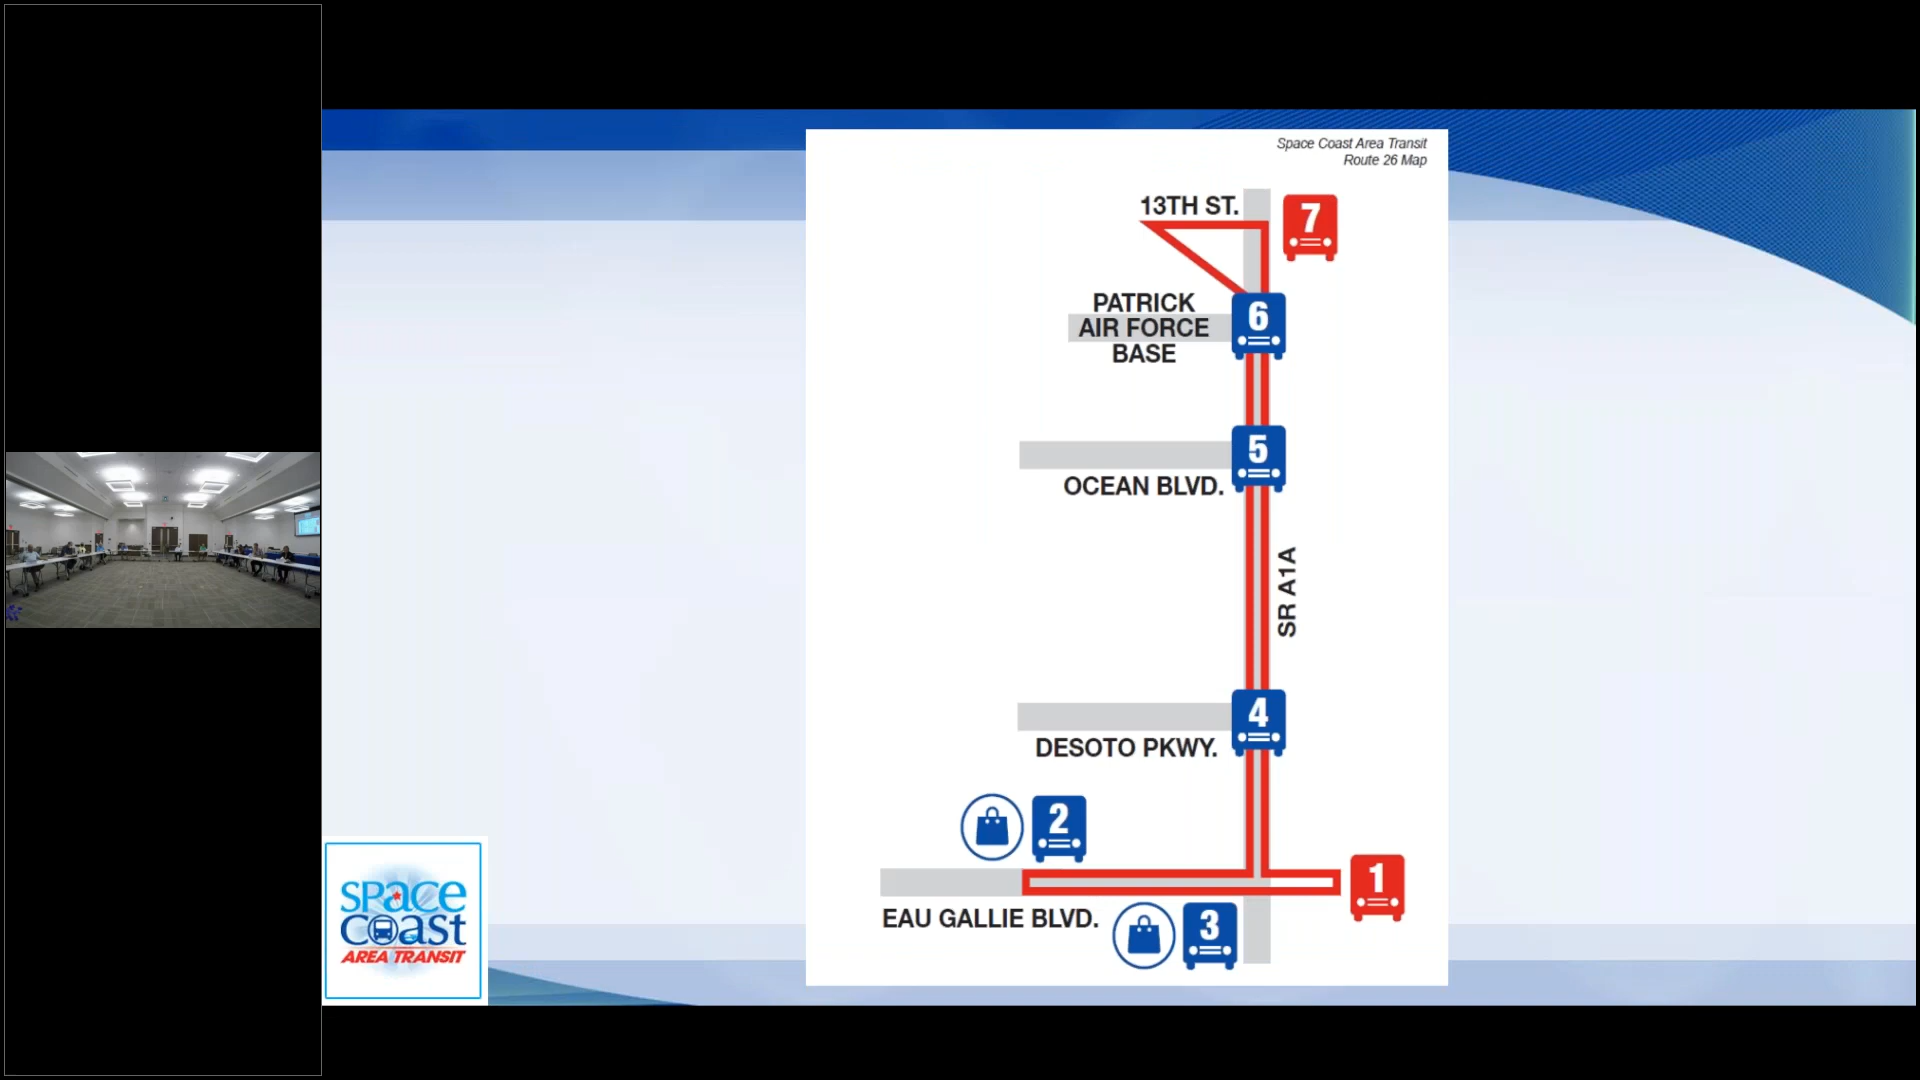 Space Coast Area Transit
Route 26 Map
13TH ST.
7
PATRICK
AIR FORCE
BASE
6
5
OCEAN BLVD.
SR A1A
4
DESOTO PKWY.
2
1
EAU GALLIE BLVD.
3
SPACE
COAST
AREA TRANSIT